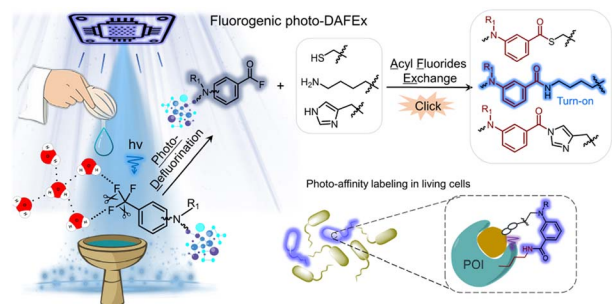 Fluorogenic photo-DAFEx
R1
N
O
F
+
HS
H2N
HN
N
Acyl Fluorides
Exchange
Click
R1
N
O
S
R1
N
O
N
H
Turn-on
R1
N
O
N
N
hν
Photo-
Defluorination
F
F
F
N
R1
Photo-affinity labeling in living cells
POI
R
N
HN
O